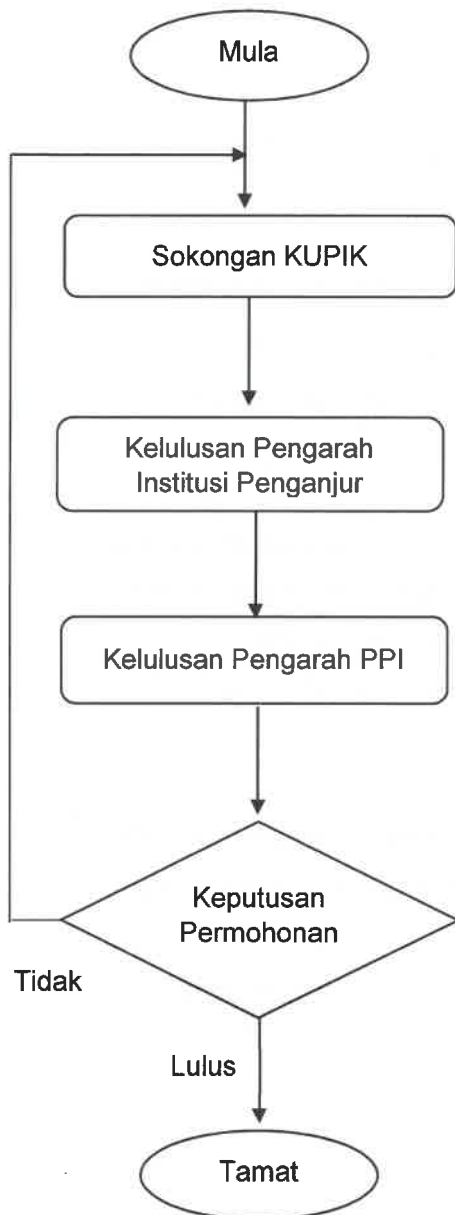 Mula
Sokongan KUPIK
Kelulusan Pengarah
Institusi Penganjur
Kelulusan Pengarah PPI
Keputusan
Permohonan
Tidak
Lulus
Tamat